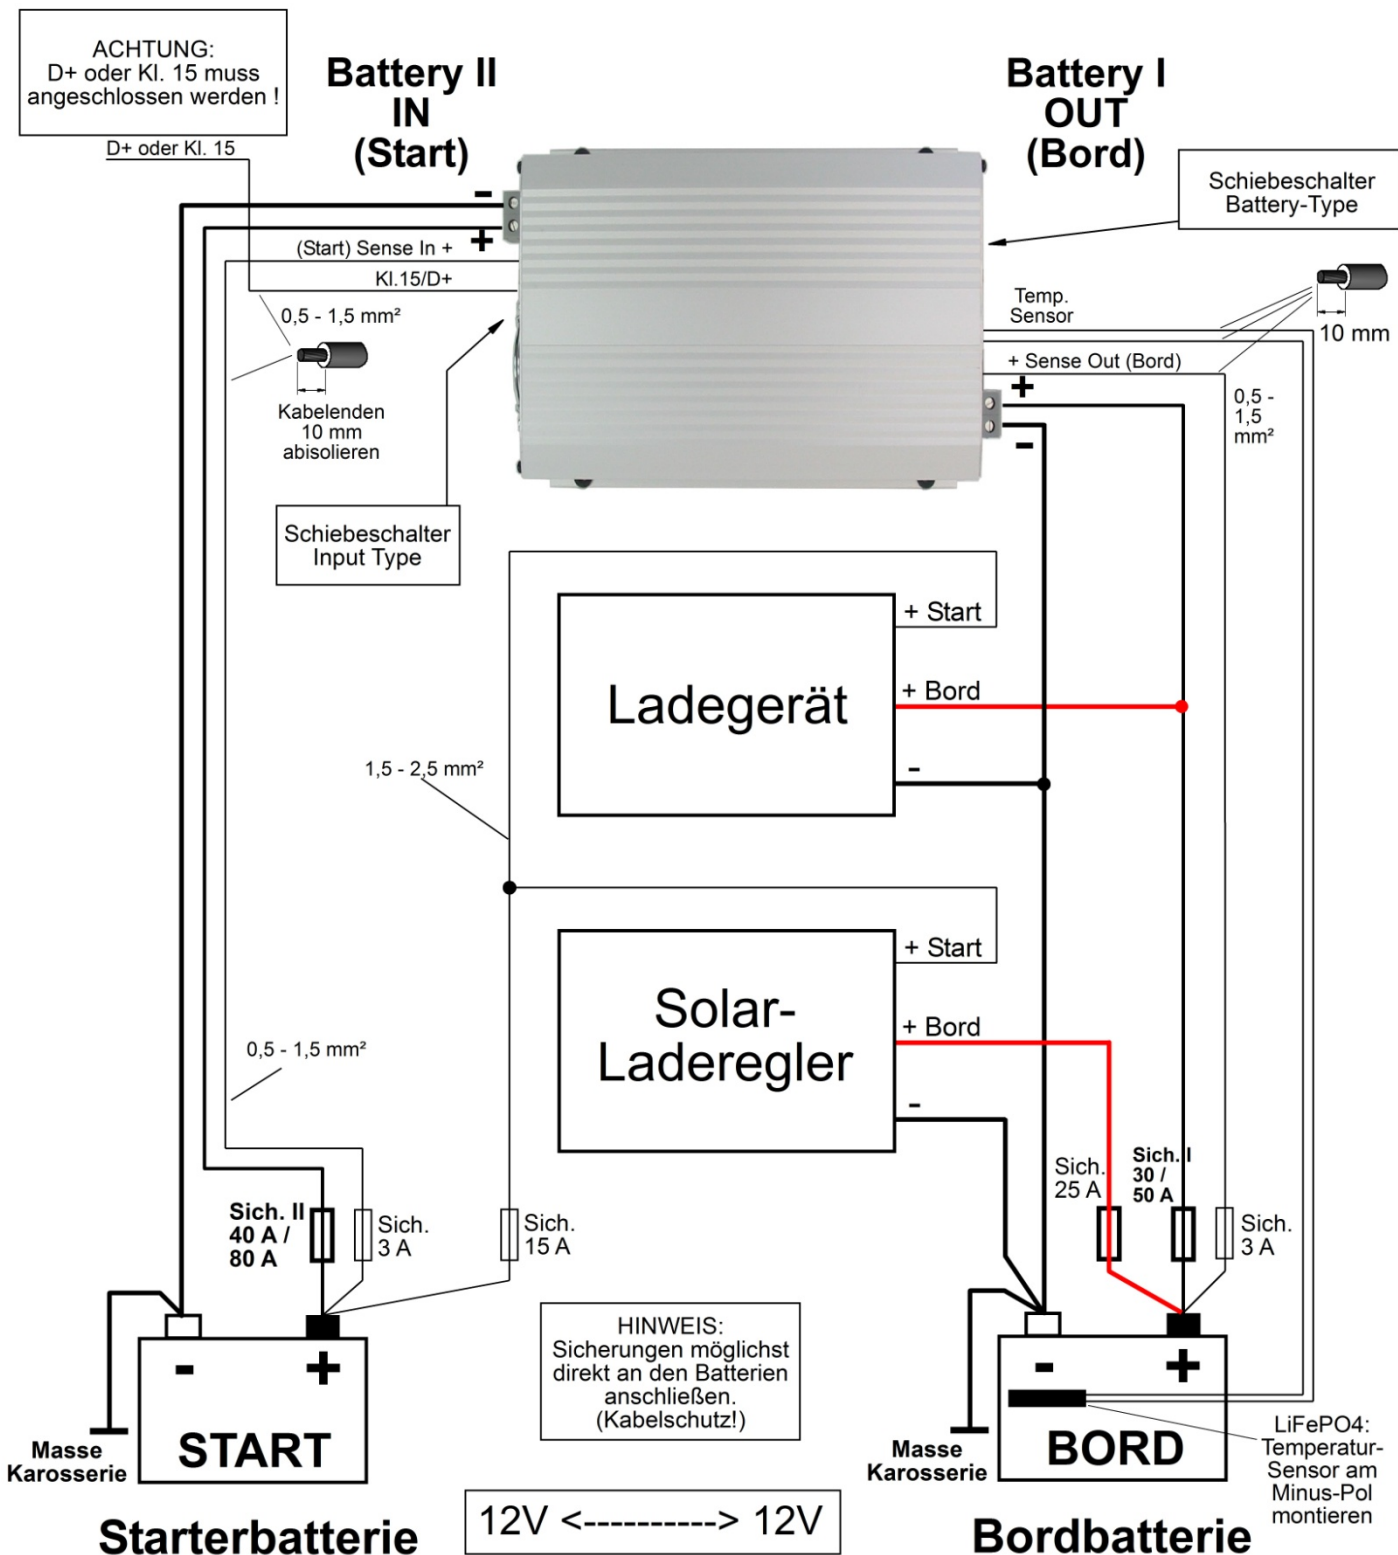 ACHTUNG:
D+ oder Kl. 15 muss
angeschlossen werden !
D+ oder Kl. 15
Battery II
IN
(Start)
Battery I
OUT
(Bord)
Schiebeschalter
Battery-Type
-
+
(Start) Sense In +
Kl.15/D+
0,5 - 1,5 mm²
Kabelenden
10 mm
abisolieren
Schiebeschalter
Input Type
Temp.
Sensor
10 mm
+ Sense Out (Bord)
+
-
0,5 -
1,5
mm²
+ Start
Ladegerät
+ Bord
-
1,5 - 2,5 mm²
+ Start
Solar-
Laderegler
+ Bord
-
0,5 - 1,5 mm²
Sich. II
40 A /
80 A
Sich.
3 A
Sich.
15 A
Sich.
25 A
Sich. I
30 /
50 A
Sich.
3 A
HINWEIS:
Sicherungen möglichst
direkt an den Batterien
anschließen.
(Kabelschutz!)
- +
START
Masse
Karosserie
Starterbatterie
12V <----------> 12V
- +
BORD
Masse
Karosserie
LiFePO4:
Temperatur-
Sensor am
Minus-Pol
montieren
Bordbatterie